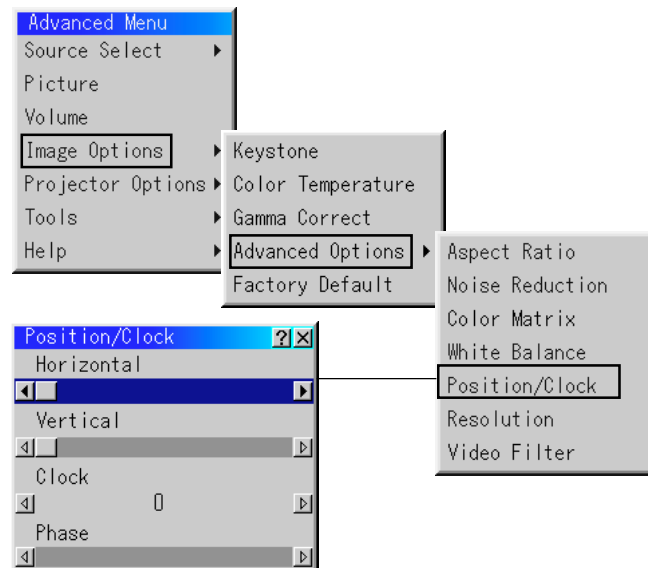 Advanced Menu
Source Select
Picture
Volume
Image Options
Projector Options
Tools
Help
Keystone
Color Temperature
Gamma Correct
Advanced Options
Factory Default
Aspect Ratio
Noise Reduction
Color Matrix
White Balance
Position/Clock
Resolution
Video Filter
Position/Clock
Horizontal
Vertical
Clock
0
Phase